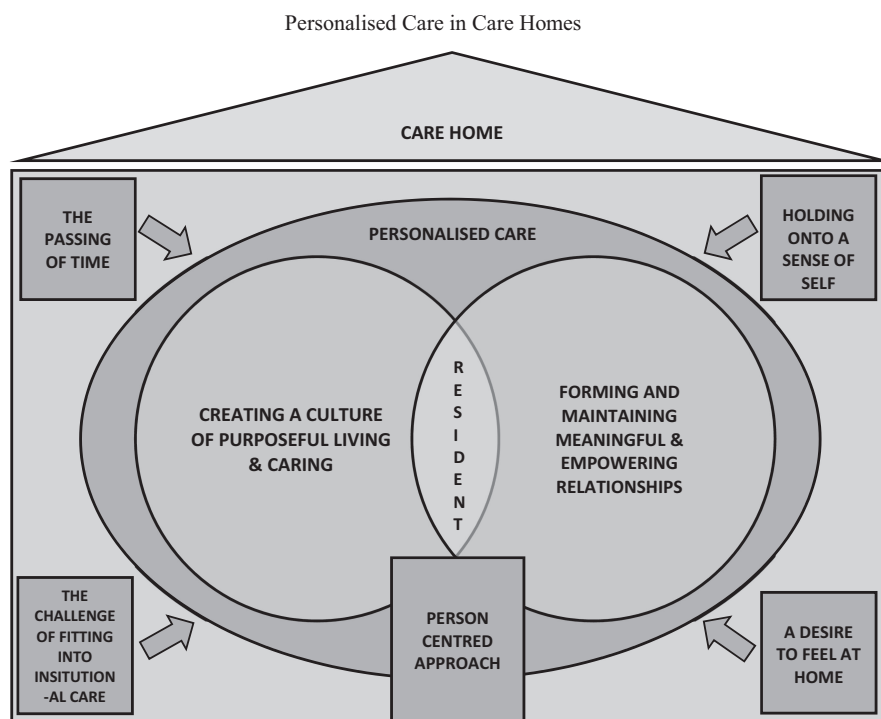 Personalised Care in Care Homes
CARE HOME
THE
PASSING
OF TIME
HOLDING
ONTO A
SENSE OF
SELF
PERSONALISED CARE
CREATING A CULTURE
OF PURPOSEFUL LIVING
& CARING
R
E
S
I
D
E
N
T
FORMING AND
MAINTAINING
MEANINGFUL &
EMPOWERING
RELATIONSHIPS
THE
CHALLENGE
OF FITTING
INTO
INSITUTION
-AL CARE
PERSON
CENTRED
APPROACH
A DESIRE
TO FEEL AT
HOME